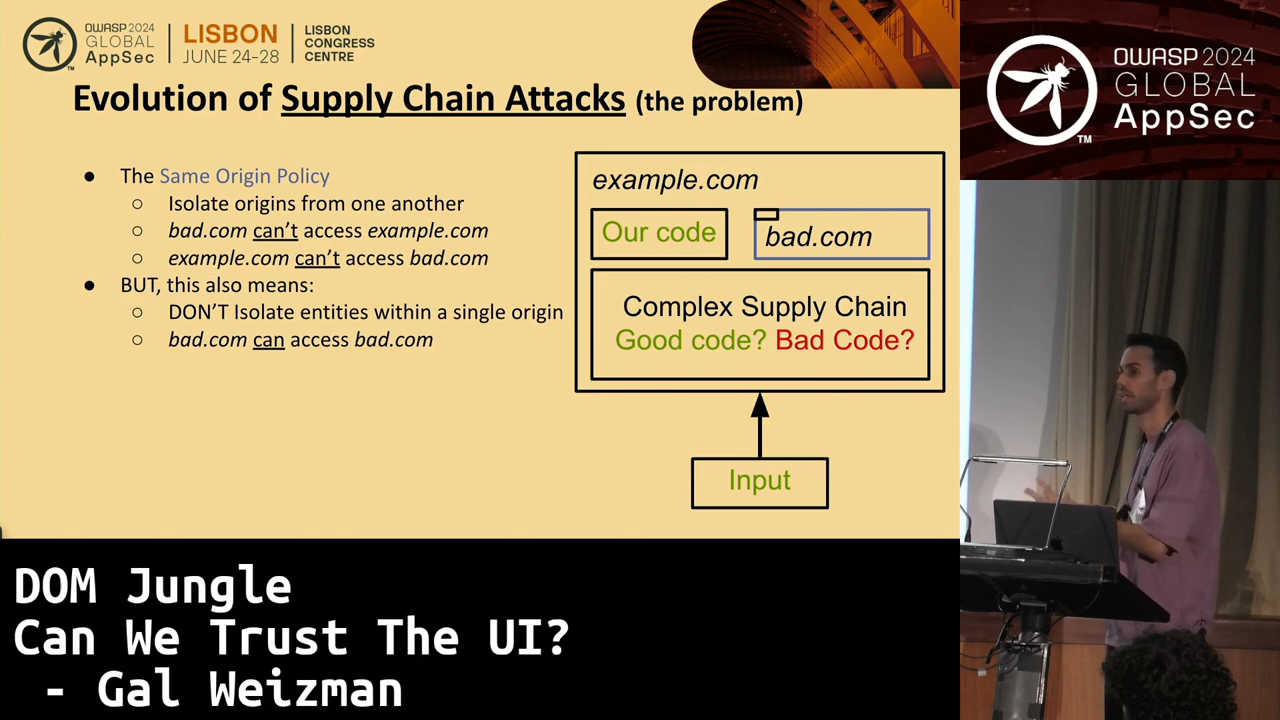 OWASP 2024
GLOBAL
AppSec
TM
LISBON
JUNE 24-28
LISBON
CONGRESS
CENTRE
Evolution of Supply Chain Attacks (the problem)
● The Same Origin Policy
○ Isolate origins from one another
○ bad.com can't access example.com
○ example.com can't access bad.com
● BUT, this also means:
○ DON'T Isolate entities within a single origin
○ bad.com can access bad.com
example.com
Our code
bad.com
Complex Supply Chain
Good code? Bad Code?
Input
OWASP 2024
GLOBAL
AppSec
TM
DOM Jungle
Can We Trust The UI?
- Gal Weizman